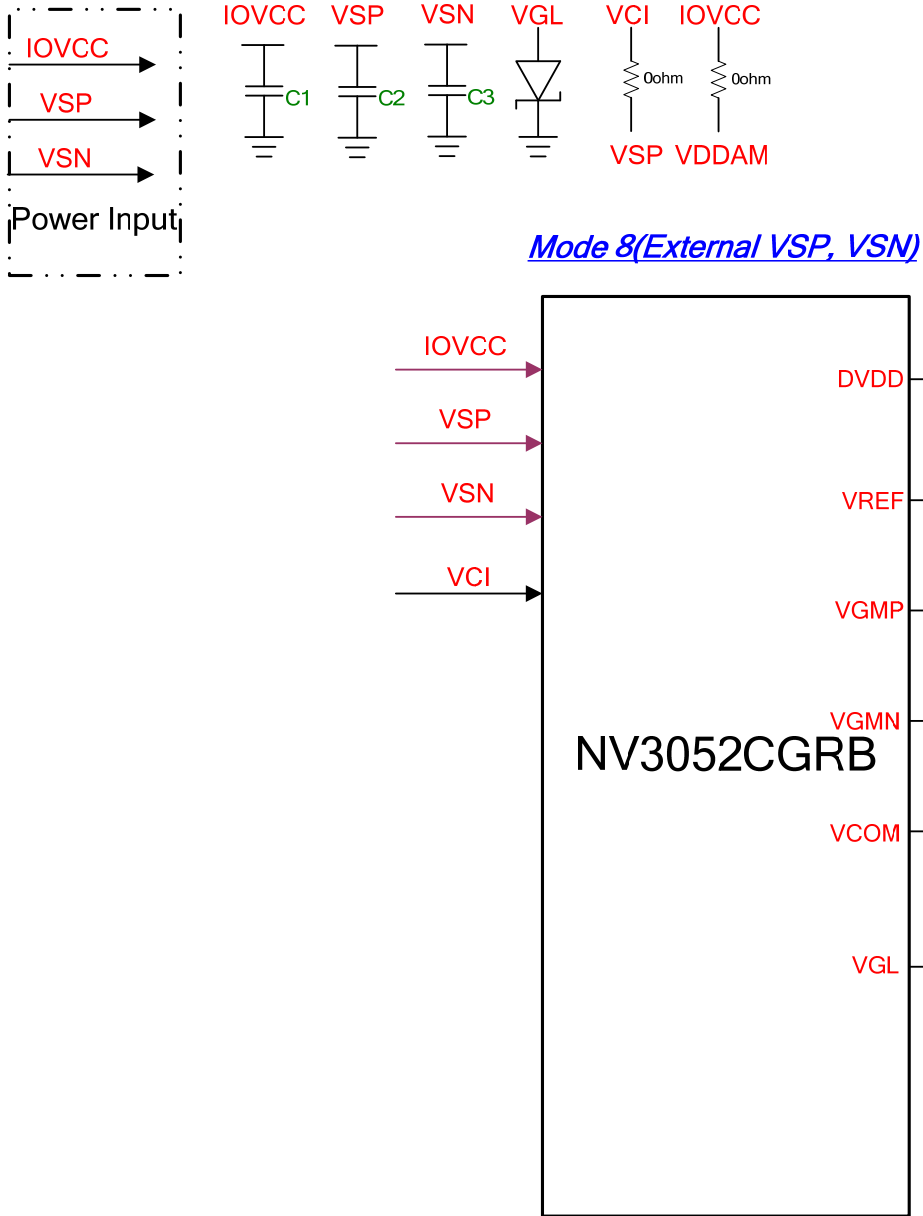 IOVCC VSP VSN VGL VCI IOVCC
IOVCC
VSP
VSN
Power Input
C1 C2 C3 0ohm 0ohm
VSP VDDAM
Mode 8(External VSP, VSN)
IOVCC
VSP
VSN
VCI
DVDD
VREF
VGMP
VGMN
NV3052CGRB
VCOM
VGL